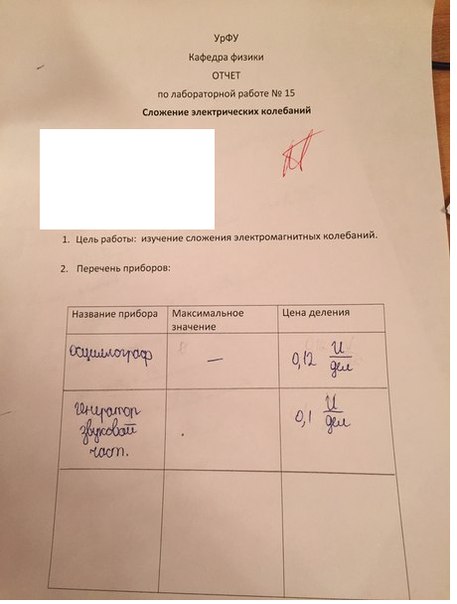 УрФУ
Кафедра физики
ОТЧЕТ
по лабораторной работе № 15
Сложение электрических колебаний
1. Цель работы: изучение сложения электромагнитных колебаний.
2. Перечень приборов:
Название прибора Максимальное значение Цена деления
осциллограф — 0,12 И/дел
генератор звуковой част. 0,1 И/дел